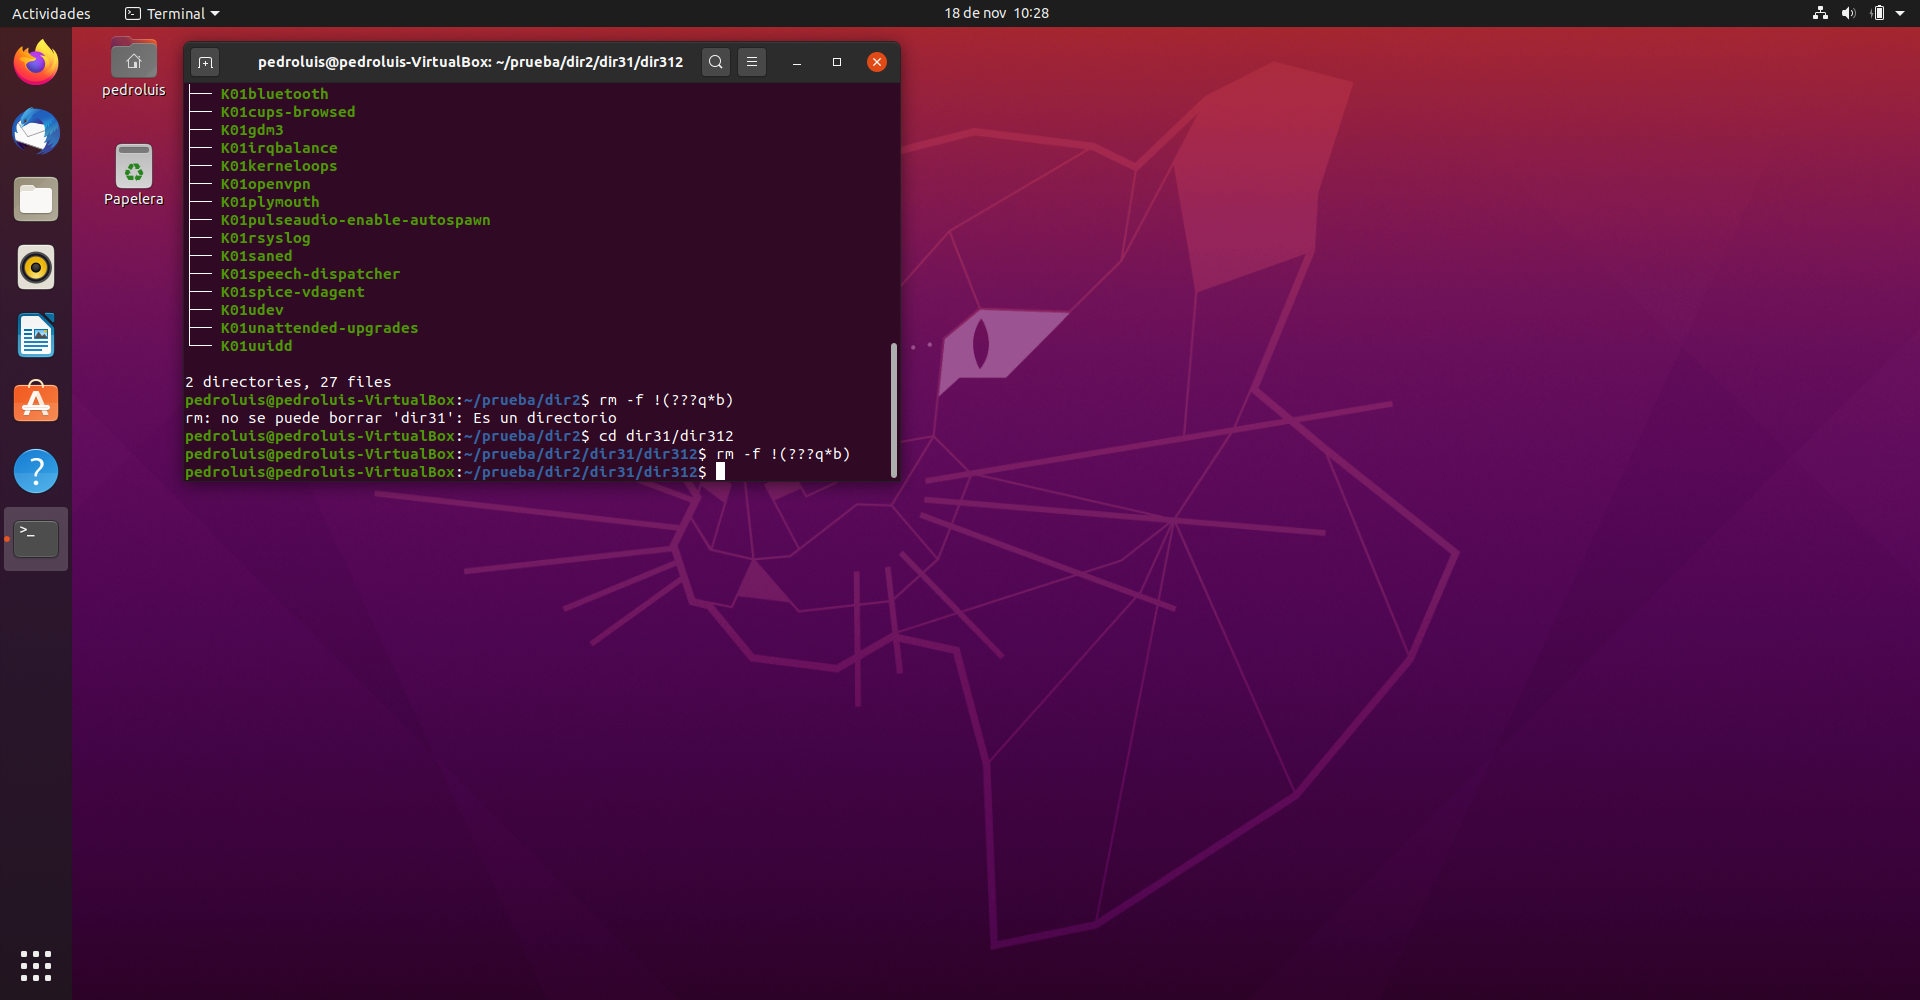 Actividades
Terminal
18 de nov 10:28
pedroluis
Papelera
pedroluis@pedroluis-VirtualBox: ~/prueba/dir2/dir31/dir312
K01bluetooth
K01cups-browsed
K01gdm3
K01irqbalance
K01kerneloops
K01openvpn
K01plymouth
K01pulseaudio-enable-autospawn
K01rsyslog
K01saned
K01speech-dispatcher
K01spice-vdagent
K01udev
K01unattended-upgrades
K01uuidd
2 directories, 27 files
pedroluis@pedroluis-VirtualBox:~/prueba/dir2$ rm -f !(???q*b)
rm: no se puede borrar 'dir31': Es un directorio
pedroluis@pedroluis-VirtualBox:~/prueba/dir2$ cd dir31/dir312
pedroluis@pedroluis-VirtualBox:~/prueba/dir2/dir31/dir312$ rm -f !(???q*b)
pedroluis@pedroluis-VirtualBox:~/prueba/dir2/dir31/dir312$